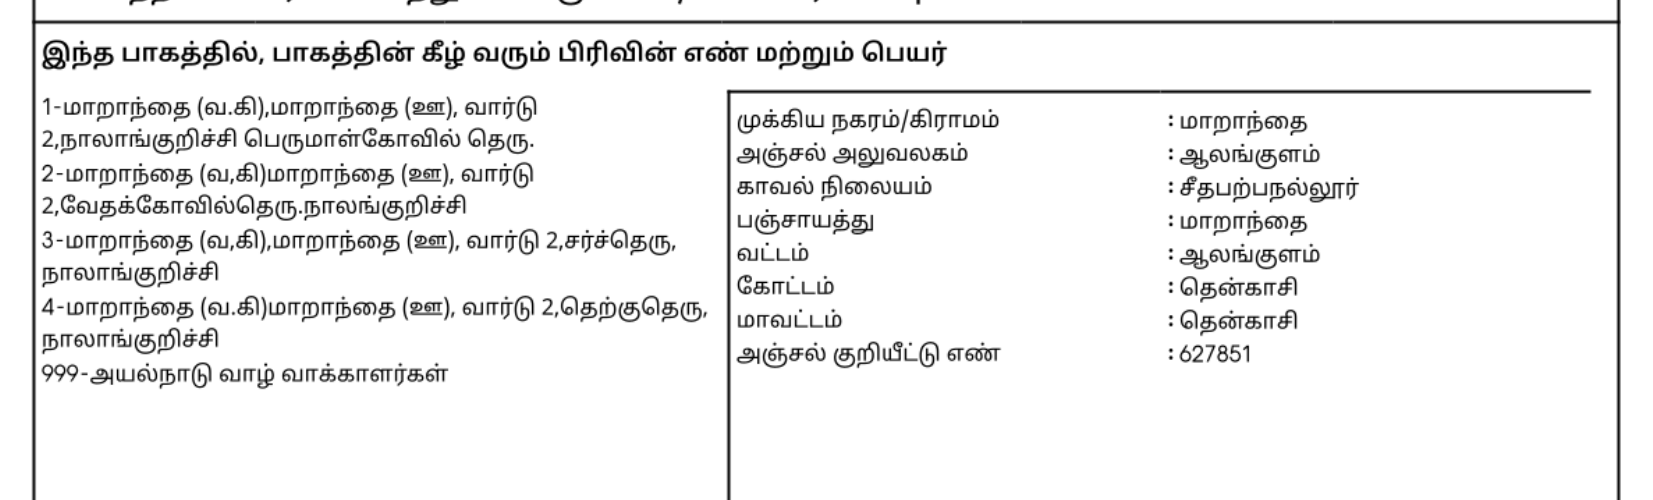 இந்த பாகத்தில், பாகத்தின் கீழ் வரும் பிரிவின் எண் மற்றும் பெயர்
1-மாறாந்தை (வ.கி),மாறாந்தை (ஊ), வார்டு
2,நாலாங்குறிச்சி பெருமாள்கோவில் தெரு.
2-மாறாந்தை (வ,கி)மாறாந்தை (ஊ), வார்டு
2,வேதக்கோவில்தெரு.நாலங்குறிச்சி
3-மாறாந்தை (வ,கி),மாறாந்தை (ஊ), வார்டு 2,சர்ச்தெரு,
நாலாங்குறிச்சி
4-மாறாந்தை (வ.கி)மாறாந்தை (ஊ), வார்டு 2,தெற்குதெரு,
நாலாங்குறிச்சி
999-அயல்நாடு வாழ் வாக்காளர்கள்
முக்கிய நகரம்/கிராமம் : மாறாந்தை
அஞ்சல் அலுவலகம் : ஆலங்குளம்
காவல் நிலையம் : சீதபற்பநல்லூர்
பஞ்சாயத்து : மாறாந்தை
வட்டம் : ஆலங்குளம்
கோட்டம் : தென்காசி
மாவட்டம் : தென்காசி
அஞ்சல் குறியீட்டு எண் : 627851